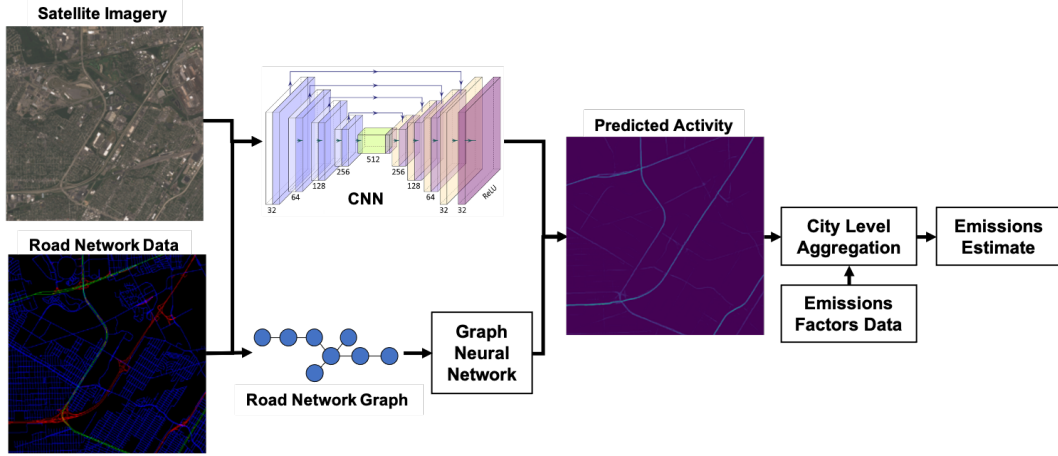 Satellite Imagery
32
64
128
256
512
256
128
64
32
32
ReLU
CNN
Road Network Data
Road Network Graph
Graph
Neural
Network
Predicted Activity
City Level
Aggregation
Emissions
Estimate
Emissions
Factors Data